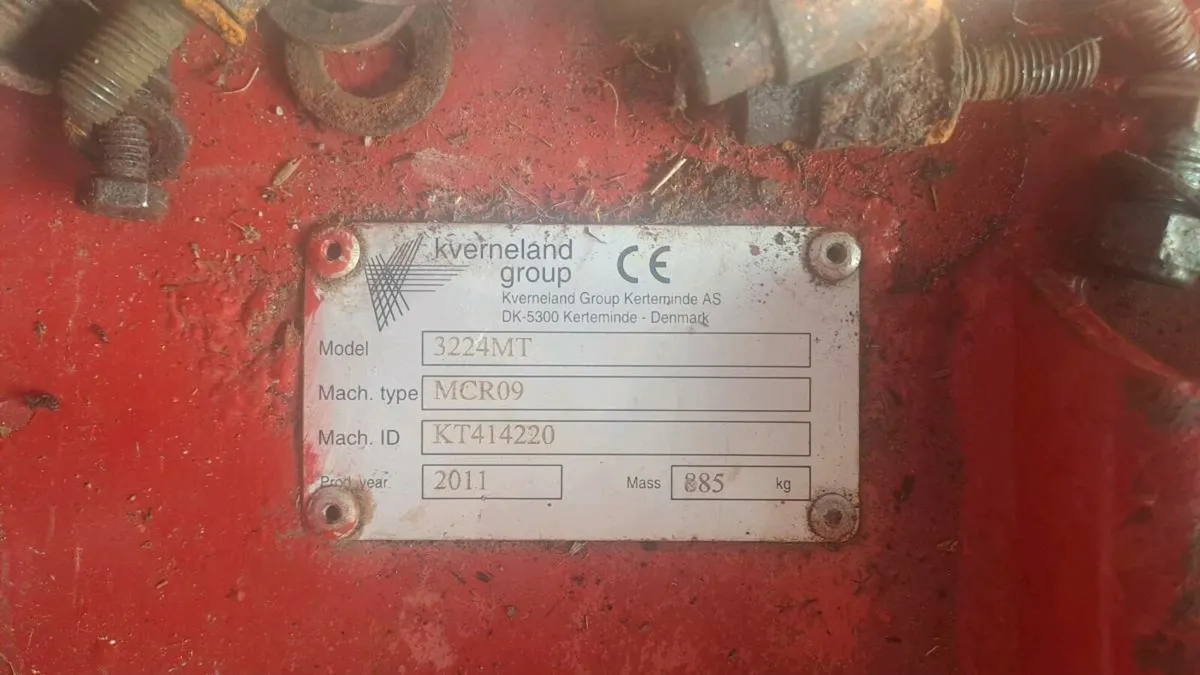 kverneland
group
CE
Kverneland Group Kerteminde AS
DK-5300 Kerteminde - Denmark
Model 3224MT
Mach. type MCR09
Mach. ID KT414220
Prod. year. 2011 Mass 885 kg